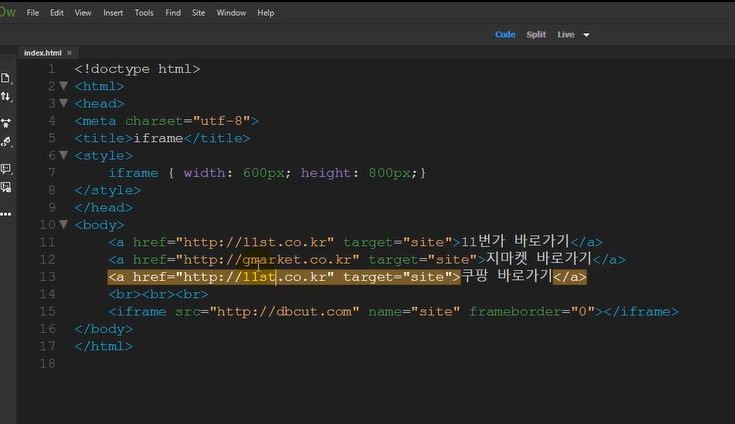 Dw File Edit View Insert Tools Find Site Window Help
Code Split Live
index.html ×
1 <!doctype html>
2 <html>
3 <head>
4 <meta charset="utf-8">
5 <title>iframe</title>
6 <style>
7 iframe { width: 600px; height: 800px;}
8 </style>
9 </head>
10 <body>
11 <a href="http://11st.co.kr" target="site">11번가 바로가기</a>
12 <a href="http://gmarket.co.kr" target="site">지마켓 바로가기</a>
13 <a href="http://11st.co.kr" target="site">쿠팡 바로가기</a>
14 <br><br><br>
15 <iframe src="http://dbcut.com" name="site" frameborder="0"></iframe>
16 </body>
17 </html>
18